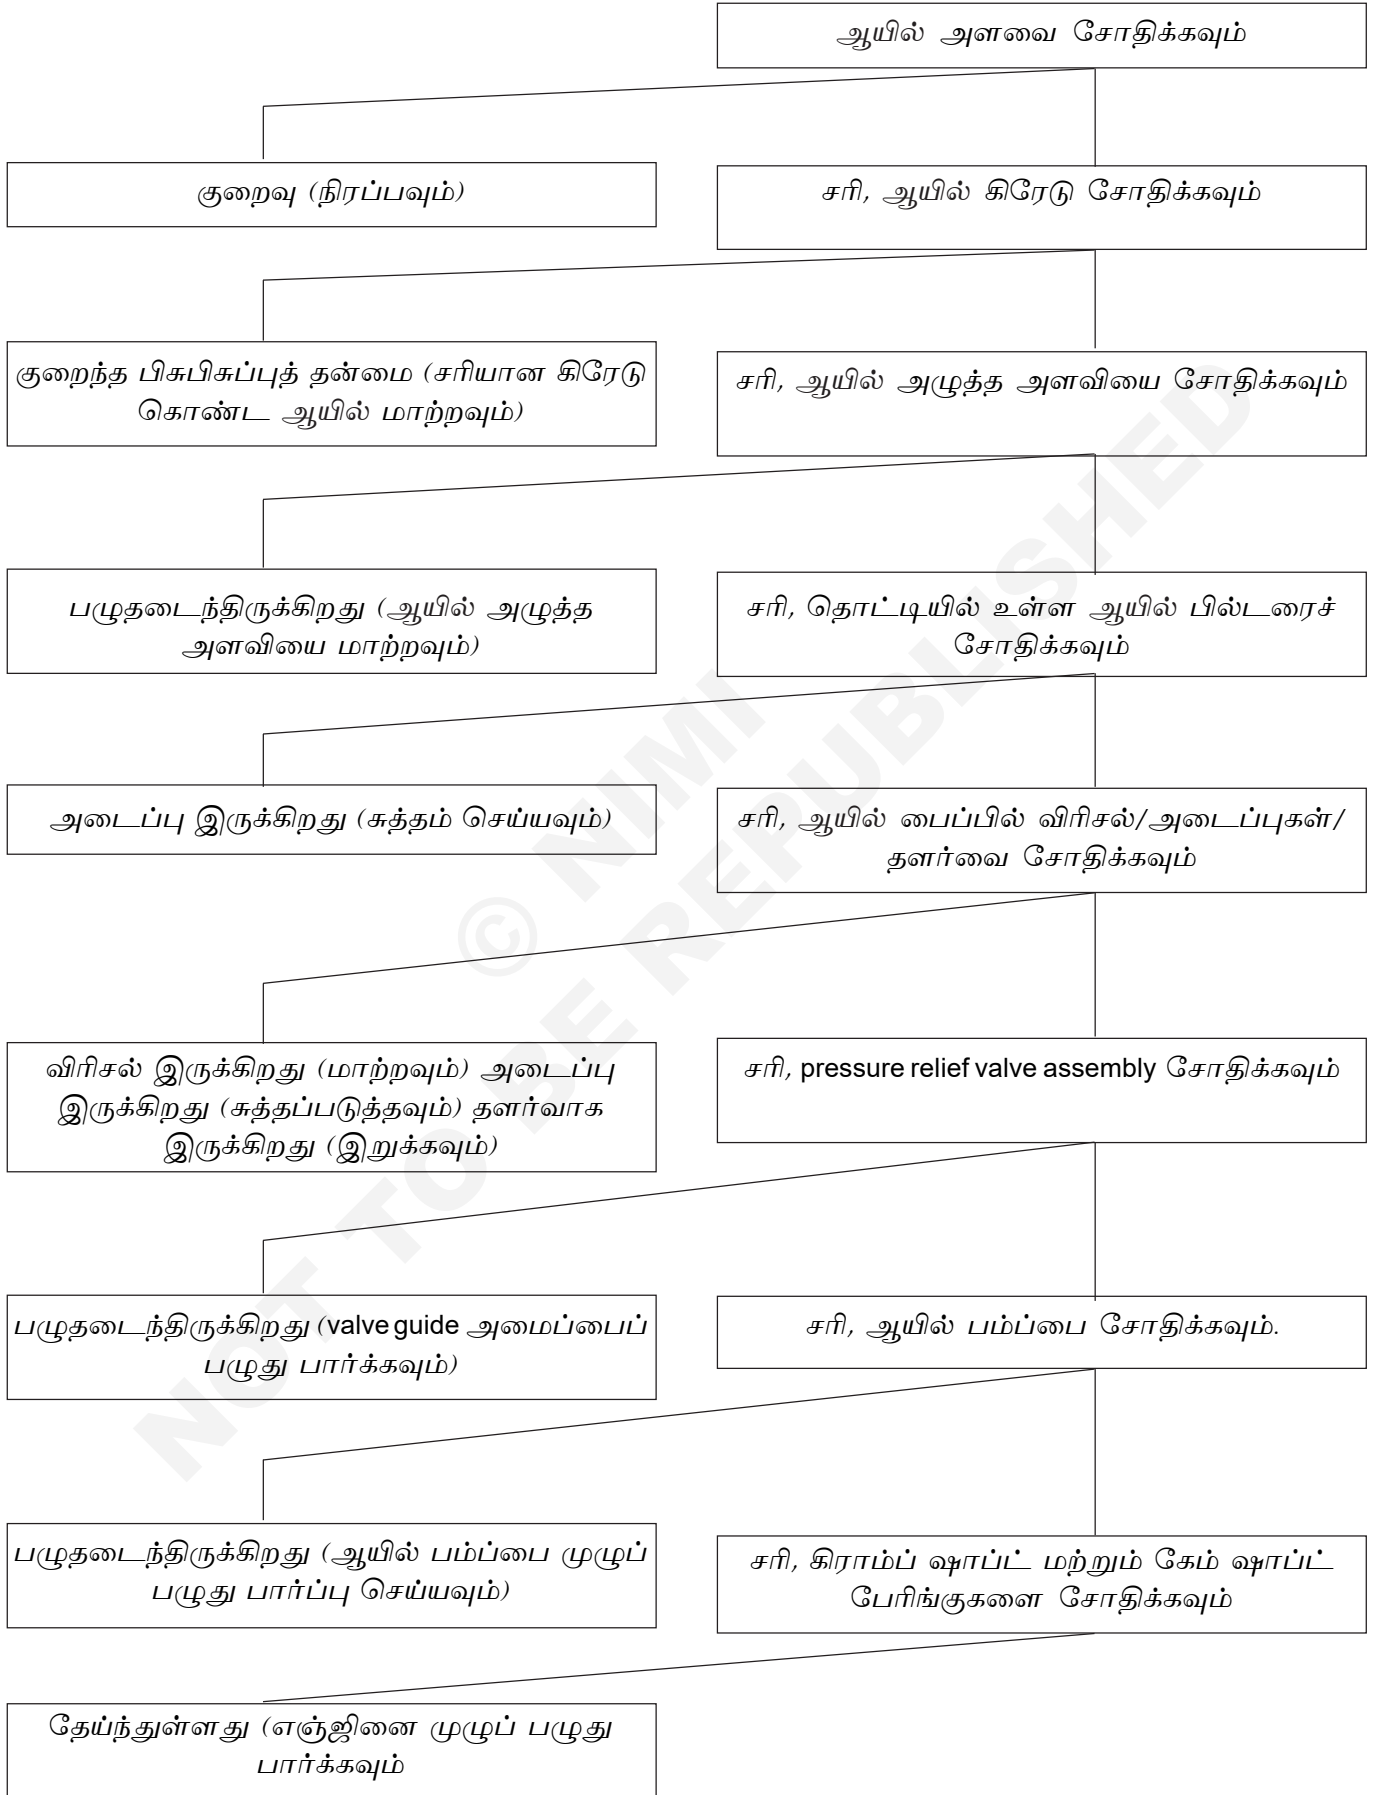 ஆயில் அளவை சோதிக்கவும்
குறைவு (நிரப்பவும்)
சரி, ஆயில் கிரேடு சோதிக்கவும்
குறைந்த பிசுபிசுப்புத் தன்மை (சரியான கிரேடு
கொண்ட ஆயில் மாற்றவும்)
சரி, ஆயில் அழுத்த அளவியை சோதிக்கவும்
பழுதடைந்திருக்கிறது (ஆயில் அழுத்த
அளவியை மாற்றவும்)
சரி, தொட்டியில் உள்ள ஆயில் பில்டரைச்
சோதிக்கவும்
அடைப்பு இருக்கிறது (சுத்தம் செய்யவும்)
சரி, ஆயில் பைப்பில் விரிசல்/அடைப்புகள்/
தளர்வை சோதிக்கவும்
விரிசல் இருக்கிறது (மாற்றவும்) அடைப்பு
இருக்கிறது (சுத்தப்படுத்தவும்) தளர்வாக
இருக்கிறது (இறுக்கவும்)
சரி, pressure relief valve assembly சோதிக்கவும்
பழுதடைந்திருக்கிறது (valve guide அமைப்பைப்
பழுது பார்க்கவும்)
சரி, ஆயில் பம்ப்பை சோதிக்கவும்.
பழுதடைந்திருக்கிறது (ஆயில் பம்ப்பை முழுப்
பழுது பார்ப்பு செய்யவும்)
சரி, கிராம்ப் ஷாப்ட் மற்றும் கேம் ஷாப்ட்
பேரிங்குகளை சோதிக்கவும்
தேய்ந்துள்ளது (எஞ்ஜினை முழுப் பழுது
பார்க்கவும்
© NIMI
NOT TO BE REPUBLISHED